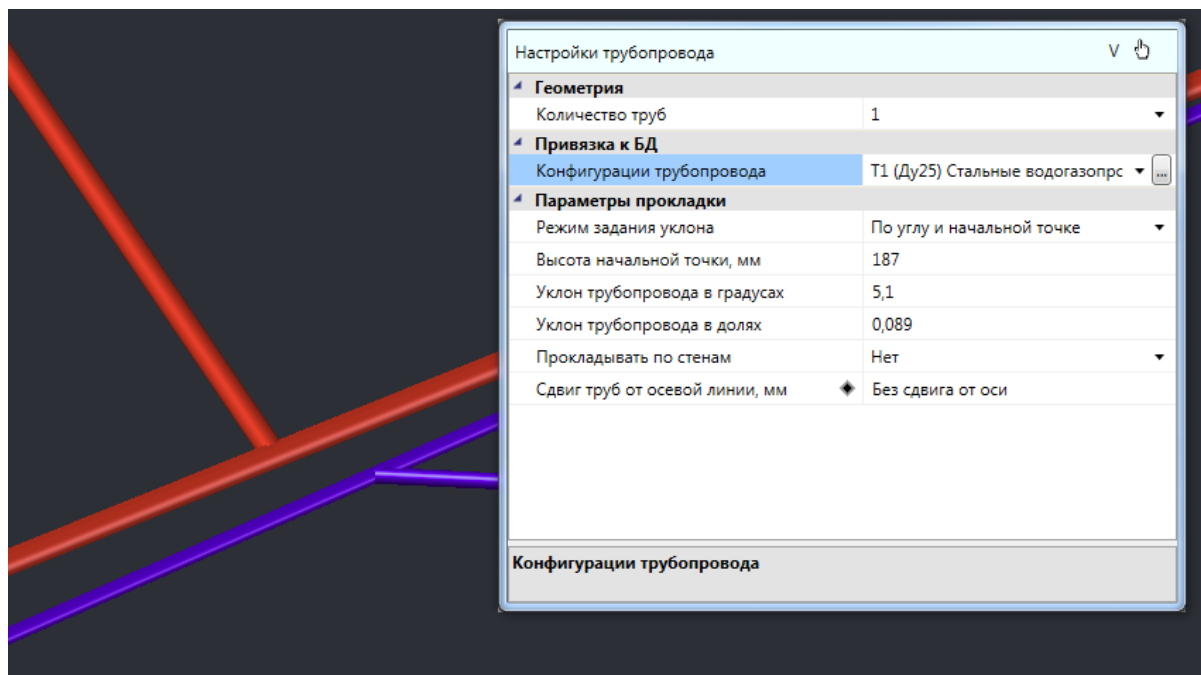 Настройки трубопровода V
Геометрия
Количество труб 1
Привязка к БД
Конфигурации трубопровода Т1 (Ду25) Стальные водогазопрс ...
Параметры прокладки
Режим задания уклона По углу и начальной точке
Высота начальной точки, мм 187
Уклон трубопровода в градусах 5,1
Уклон трубопровода в долях 0,089
Прокладывать по стенам Нет
Сдвиг труб от осевой линии, мм Без сдвига от оси
Конфигурации трубопровода